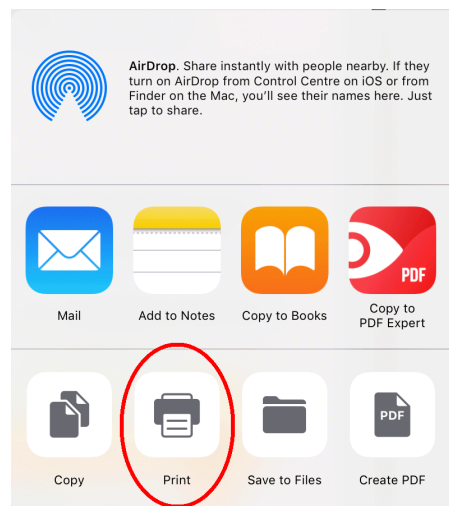 AirDrop. Share instantly with people nearby. If they
turn on AirDrop from Control Centre on iOS or from
Finder on the Mac, you'll see their names here. Just
tap to share.
PDF
Mail
Add to Notes
Copy to Books
Copy to
PDF Expert
PDF
Copy
Print
Save to Files
Create PDF